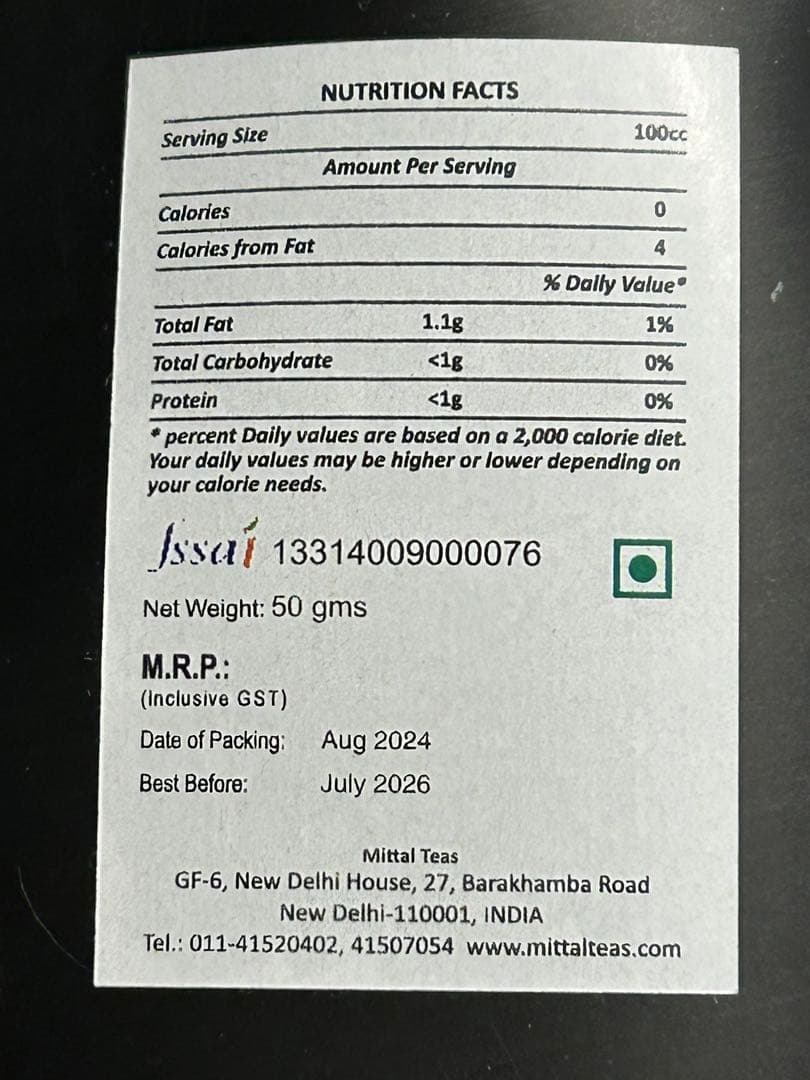 NUTRITION FACTS
Serving Size 100cc
Amount Per Serving
Calories 0
Calories from Fat 4
% Daily Value*
Total Fat 1.1g 1%
Total Carbohydrate <1g 0%
Protein <1g 0%
* percent Daily values are based on a 2,000 calorie diet.
Your daily values may be higher or lower depending on
your calorie needs.
fssai 13314009000076
Net Weight: 50 gms
M.R.P.:
(Inclusive GST)
Date of Packing: Aug 2024
Best Before: July 2026
Mittal Teas
GF-6, New Delhi House, 27, Barakhamba Road
New Delhi-110001, INDIA
Tel.: 011-41520402, 41507054 www.mittalteas.com